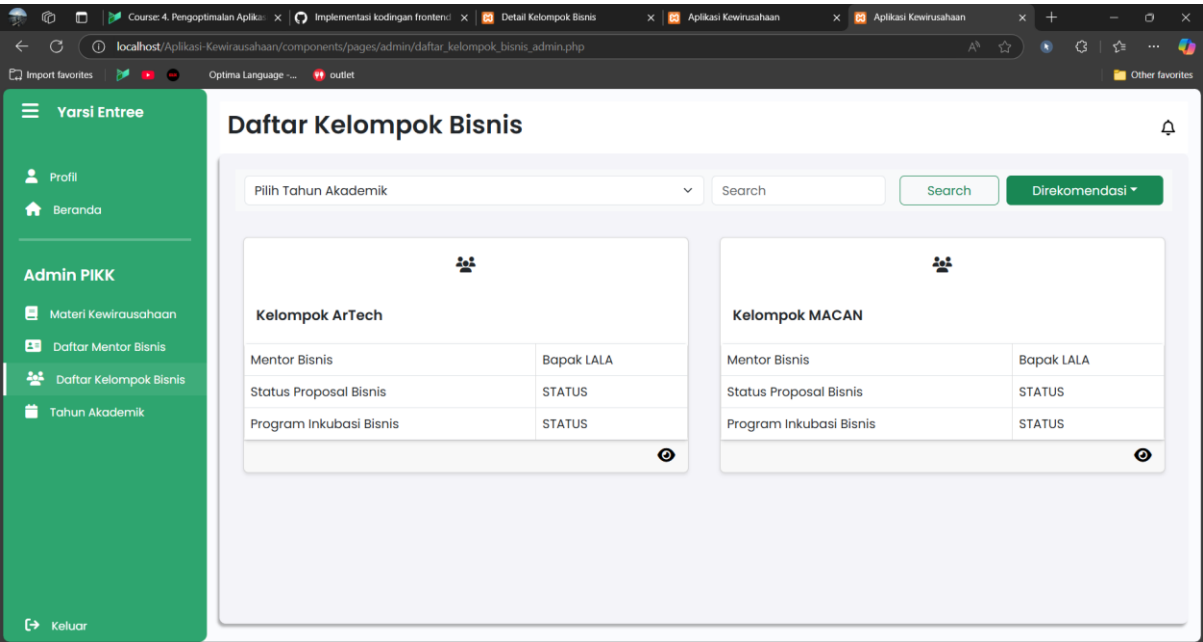 Course: 4. Pengoptimalan Aplikas
Implementasi kodingan frontend
Detail Kelompok Bisnis
Aplikasi Kewirusahaan
Aplikasi Kewirusahaan
localhost/Aplikasi-Kewirausahaan/components/pages/admin/daftar_kelompok_bisnis_admin.php
Import favorites
Optima Language -...
outlet
Other favorites
Yarsi Entree
Daftar Kelompok Bisnis
Profil
Beranda
Pilih Tahun Akademik
Search
Search
Direkomendasi
Admin PIKK
Materi Kewirausahaan
Daftar Mentor Bisnis
Daftar Kelompok Bisnis
Tahun Akademik
Keluar
Kelompok ArTech
Mentor Bisnis Bapak LALA
Status Proposal Bisnis STATUS
Program Inkubasi Bisnis STATUS
Kelompok MACAN
Mentor Bisnis Bapak LALA
Status Proposal Bisnis STATUS
Program Inkubasi Bisnis STATUS